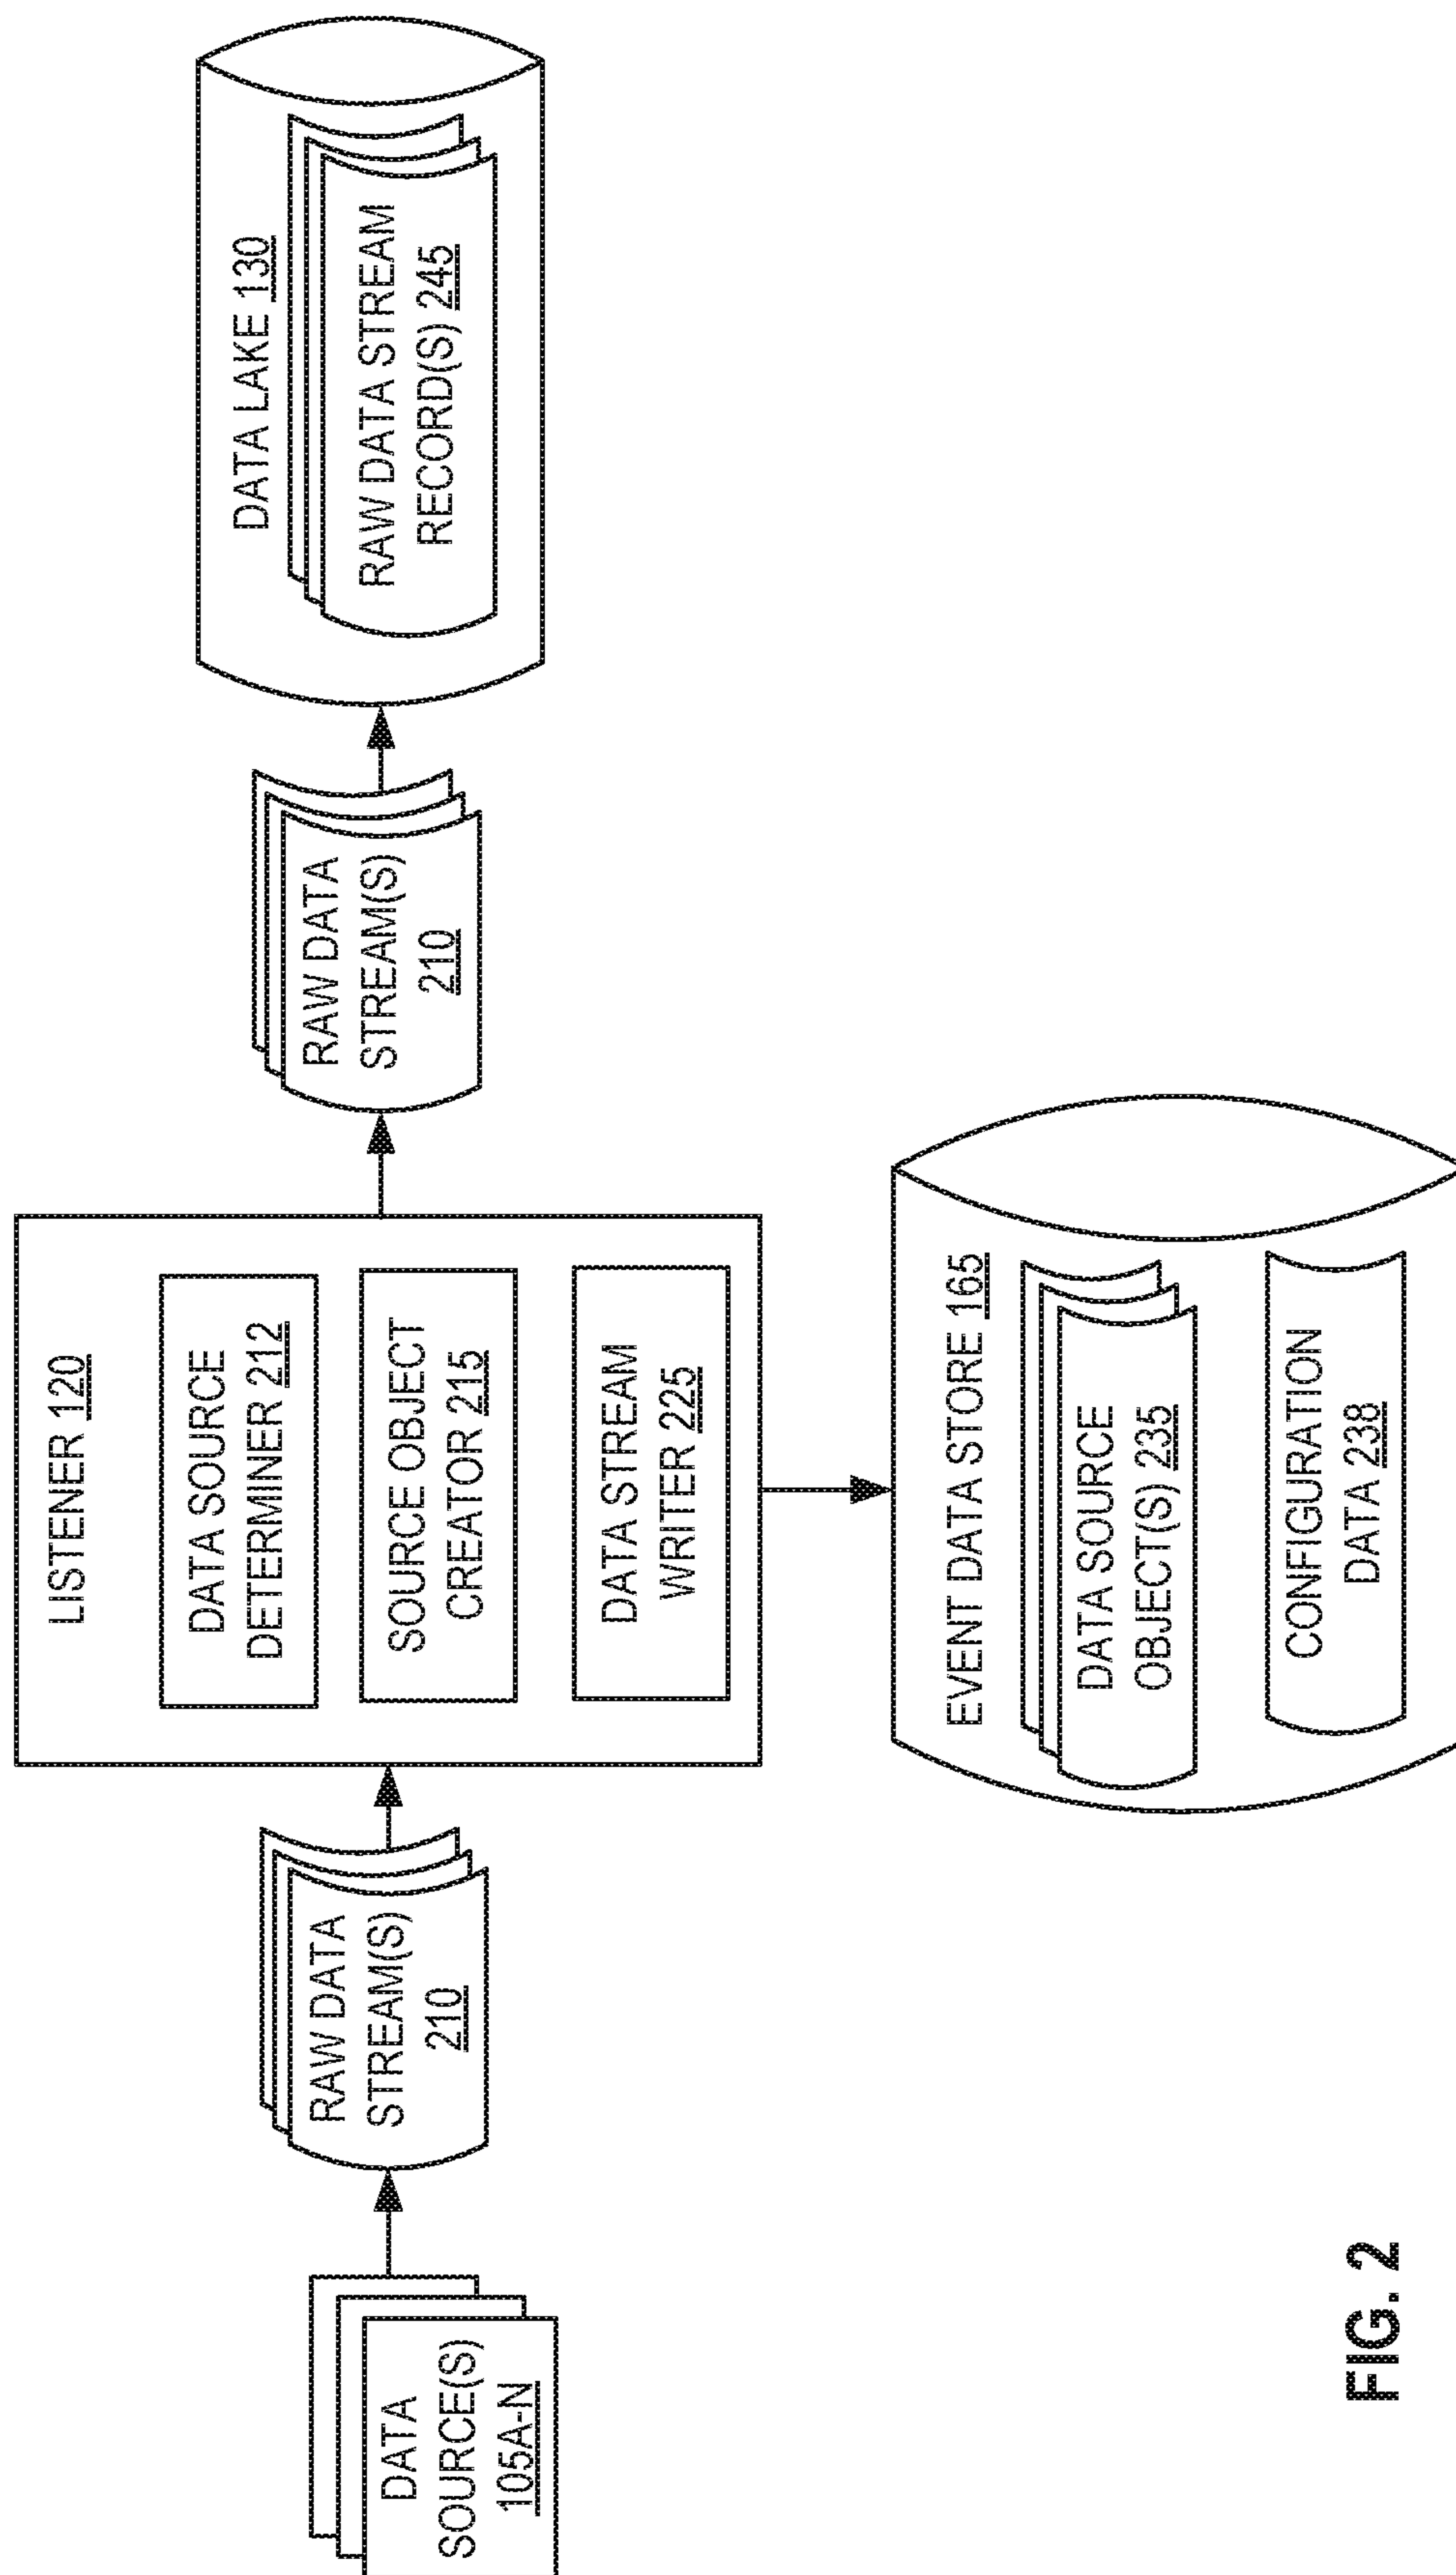 DATA
SOURCE(S)
105A-N
RAW DATA
STREAM(S)
210
LISTENER 120
DATA SOURCE
DETERMINER 212
SOURCE OBJECT
CREATOR 215
DATA STREAM
WRITER 225
RAW DATA
STREAM(S)
210
DATA LAKE 130
RAW DATA STREAM
RECORD(S) 245
EVENT DATA STORE 165
DATA SOURCE
OBJECT(S) 235
CONFIGURATION
DATA 238
FIG. 2